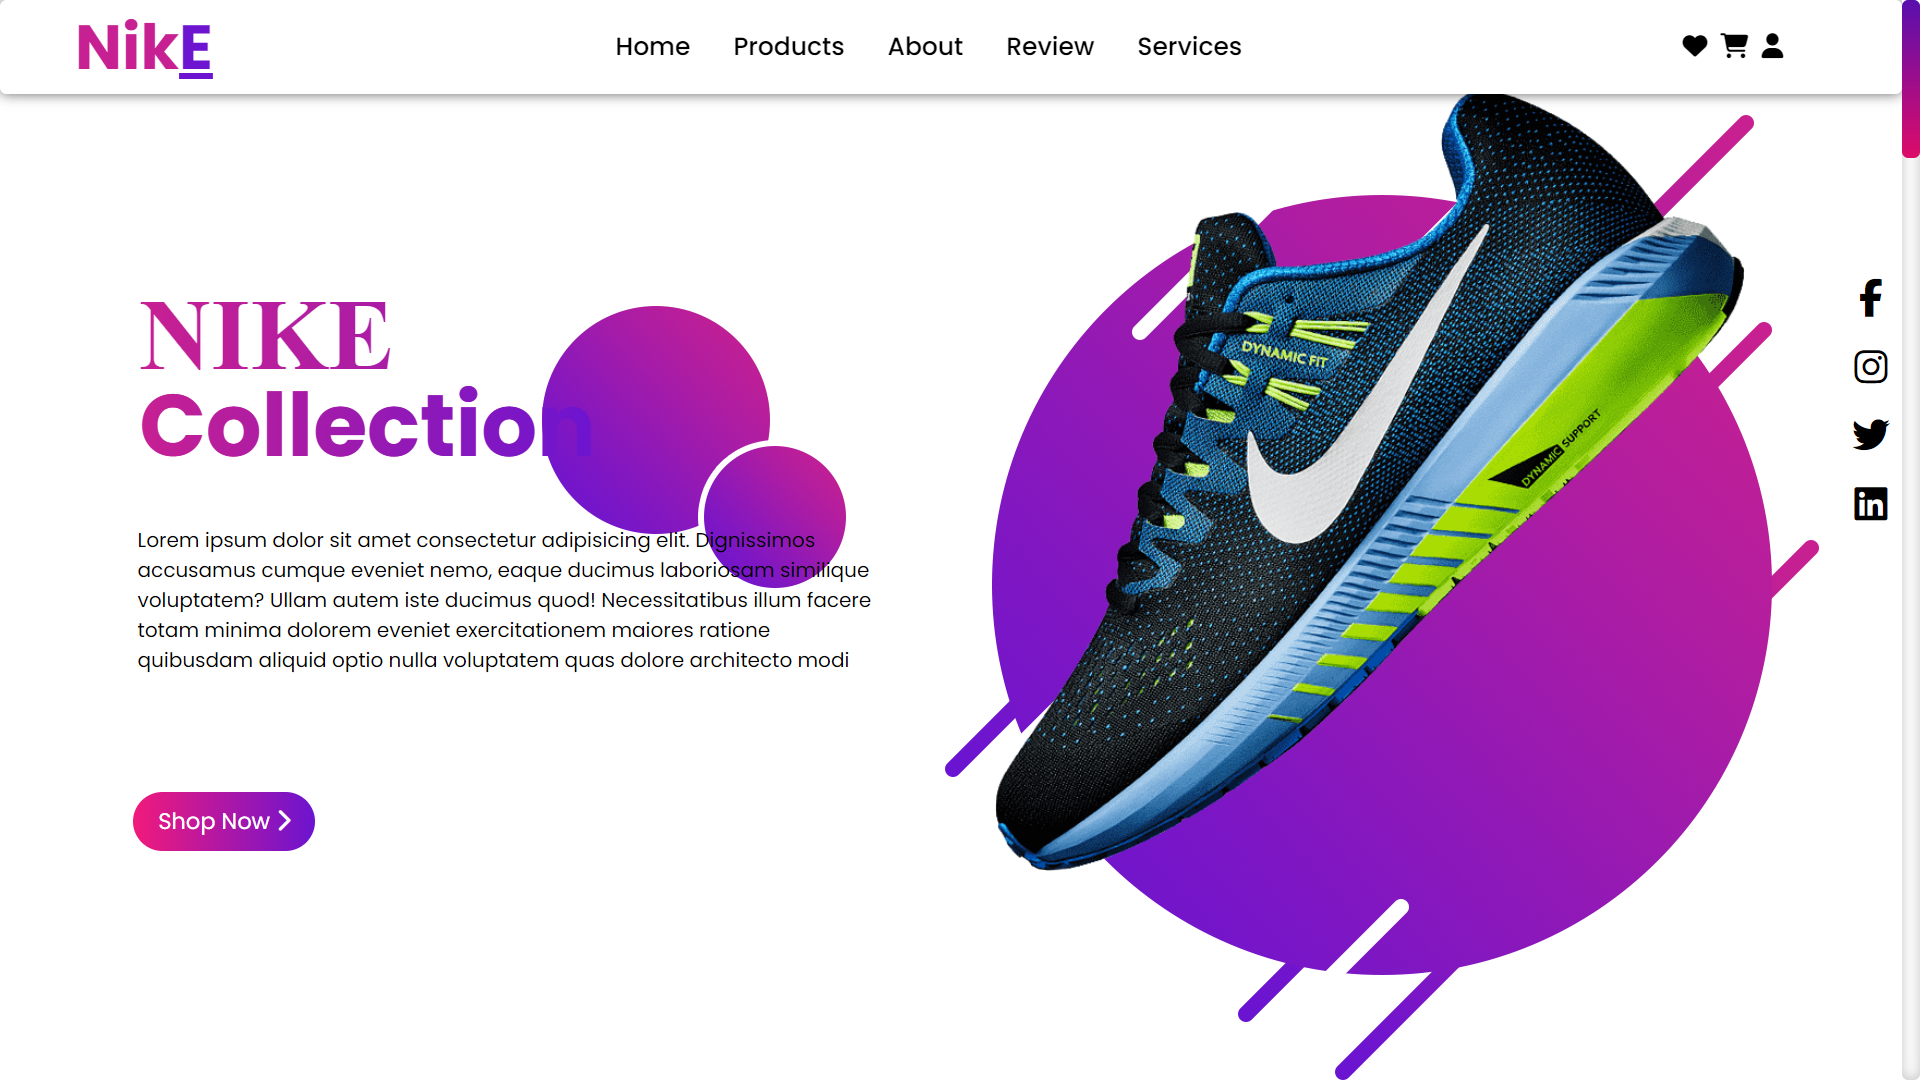 NikE
Home Products About Review Services
NIKE
Collection
Lorem ipsum dolor sit amet consectetur adipisicing elit. Dignissimos
accusamus cumque eveniet nemo, eaque ducimus laboriosam similique
voluptatem? Ullam autem iste ducimus quod! Necessitatibus illum facere
totam minima dolorem eveniet exercitationem maiores ratione
quibusdam aliquid optio nulla voluptatem quas dolore architecto modi
Shop Now
DYNAMIC FIT
DYNAMIC SUPPORT